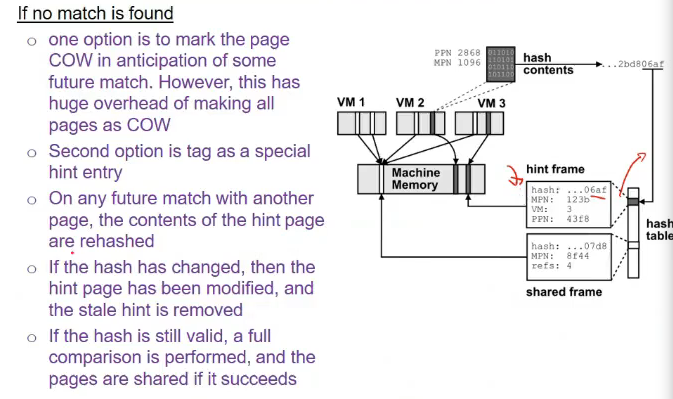 If no match is found
o one option is to mark the page
COW in anticipation of some
future match. However, this has
huge overhead of making all
pages as COW
o Second option is tag as a special
hint entry
o On any future match with another
page, the contents of the hint page
are rehashed
o If the hash has changed, then the
hint page has been modified, and
the stale hint is removed
o If the hash is still valid, a full
comparison is performed, and the
pages are shared if it succeeds
PPN 2868
MPN 1096
011010
110101
010111
101100
hash
contents
...2bd806af
VM 1
VM 2
VM 3
Machine
Memory
hint frame
hash: ...06af
MPN: 123b
VM: 3
PPN: 43f8
hash
table
hash: ...07d8
MPN: 8f44
refs: 4
shared frame